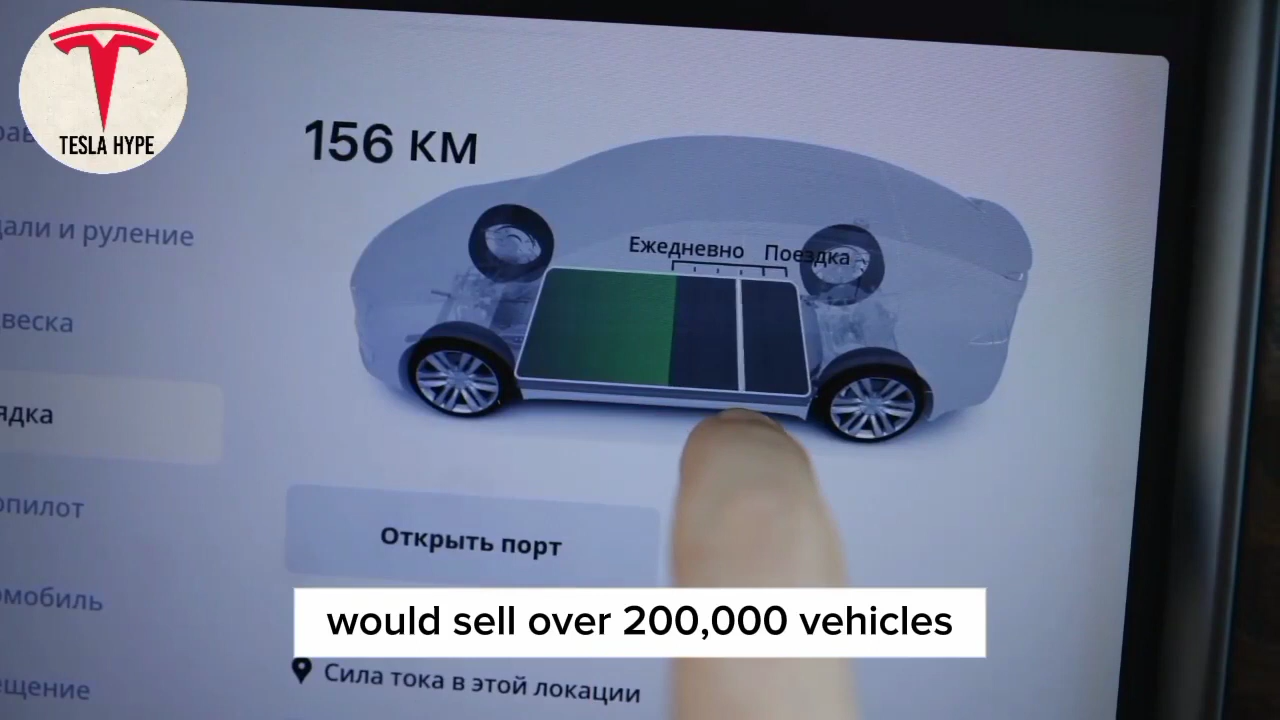 TESLA HYPE
156 км
дали и руление
Ежедневно Поездка
веска
ядка
опилот
Открыть порт
омобиль
would sell over 200,000 vehicles
Сила тока в этой локации
ещение